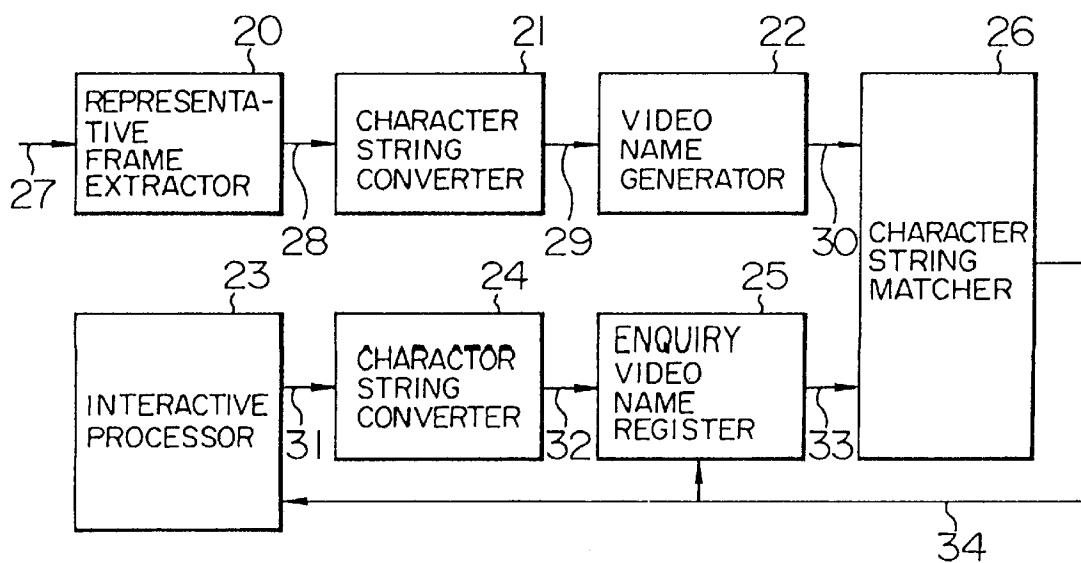 20
21
22
26
REPRESENTA-
TIVE
FRAME
EXTRACTOR
CHARACTER
STRING
CONVERTER
VIDEO
NAME
GENERATOR
27
28
29
30
CHARACTER
STRING
MATCHER
23
24
25
INTERACTIVE
PROCESSOR
CHARACTOR
STRING
CONVERTER
ENQUIRY
VIDEO
NAME
REGISTER
31
32
33
34